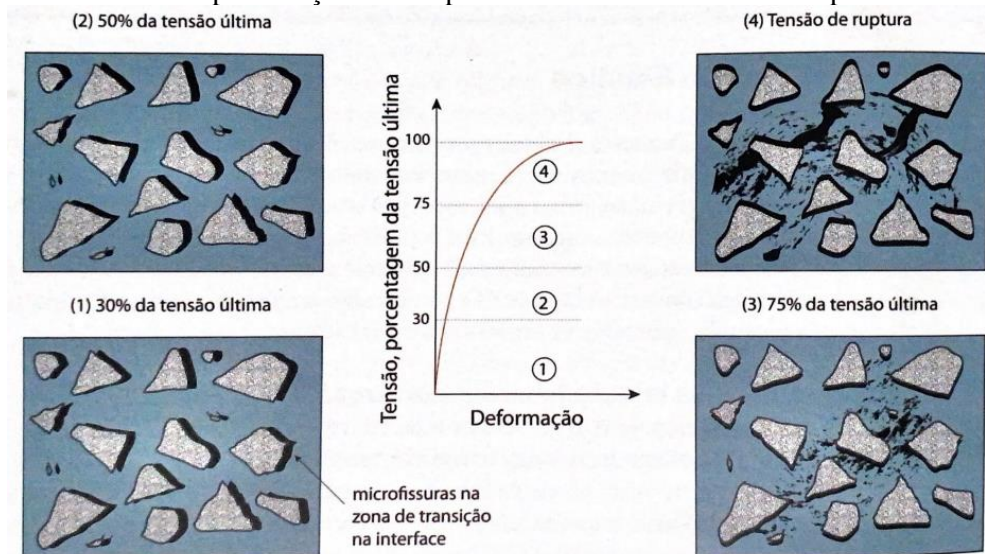 (2) 50% da tensão última
(4) Tensão de ruptura
Tensão, porcentagem da tensão última
100
75
50
30
4
3
2
1
Deformação
(1) 30% da tensão última
(3) 75% da tensão última
microfissuras na
zona de transição
na interface